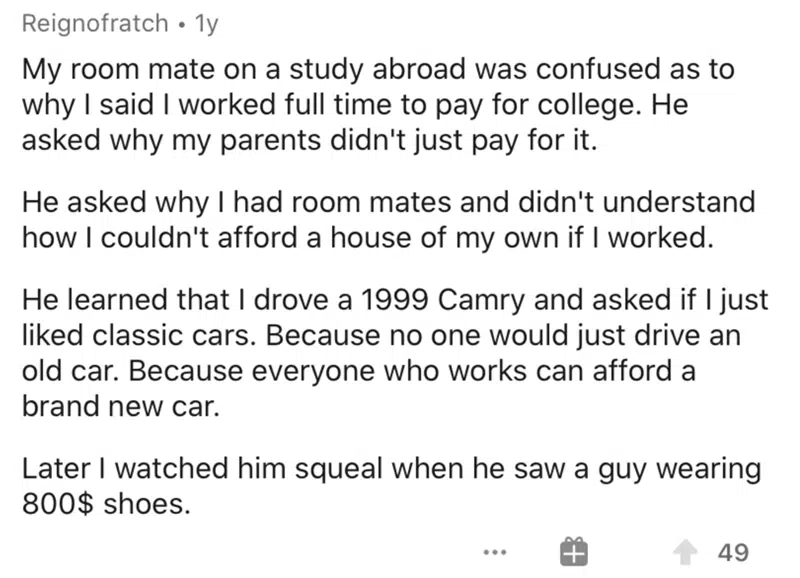 Reignofratch • 1y
My room mate on a study abroad was confused as to
why I said I worked full time to pay for college. He
asked why my parents didn't just pay for it.
He asked why I had room mates and didn't understand
how I couldn't afford a house of my own if I worked.
He learned that I drove a 1999 Camry and asked if I just
liked classic cars. Because no one would just drive an
old car. Because everyone who works can afford a
brand new car.
Later I watched him squeal when he saw a guy wearing
800$ shoes.
... 49